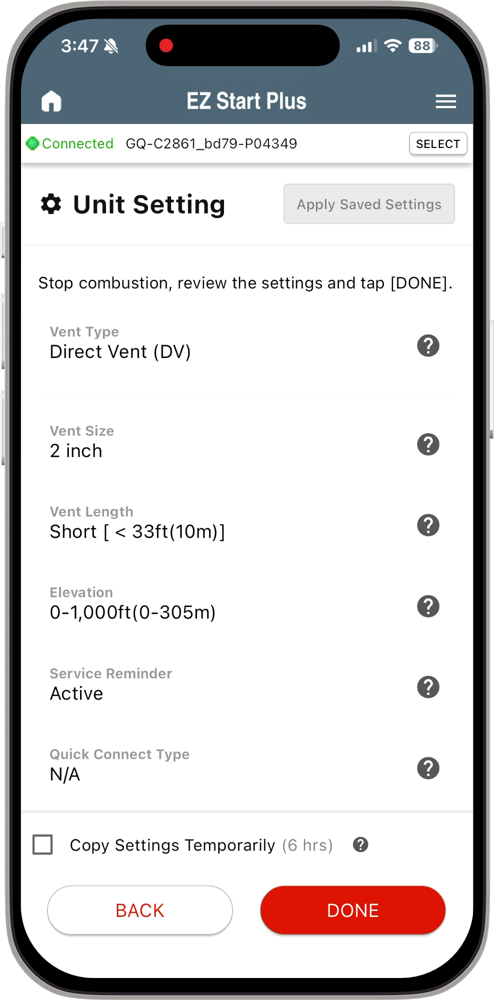 3:47
88
EZ Start Plus
Connected GQ-C2861_bd79-P04349 SELECT
Unit Setting Apply Saved Settings
Stop combustion, review the settings and tap [DONE].
Vent Type
Direct Vent (DV)
?
Vent Size
2 inch
?
Vent Length
Short [ < 33ft(10m)]
?
Elevation
0-1,000ft(0-305m)
?
Service Reminder
Active
?
Quick Connect Type
N/A
?
Copy Settings Temporarily (6 hrs) ?
BACK DONE